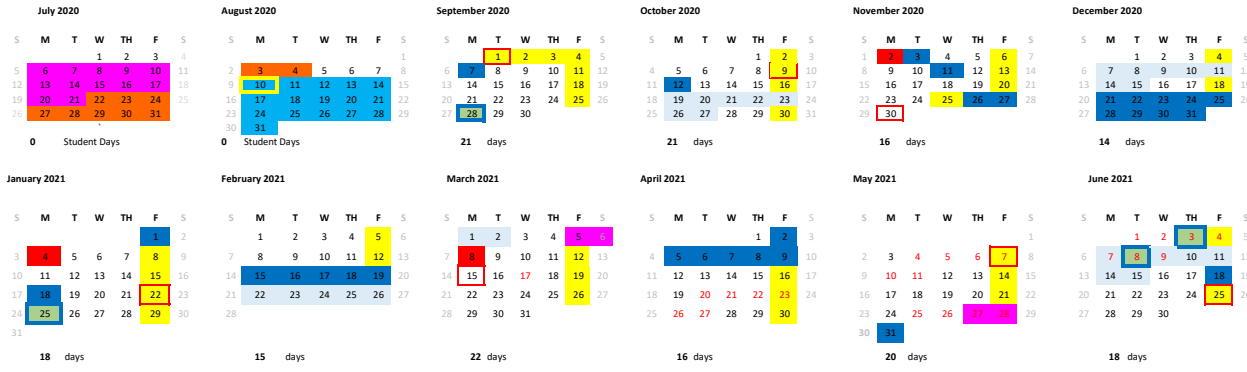 July 2020
S M T W TH F S
1 2 3 4
5 6 7 8 9 10 11
12 13 14 15 16 17 18
19 20 21 22 23 24 25
26 27 28 29 30 31
0 Student Days
August 2020
S M T W TH F S
1
2 3 4 5 6 7 8
9 10 11 12 13 14 15
16 17 18 19 20 21 22
23 24 25 26 27 28 29
30 31
0 Student Days
September 2020
S M T W TH F S
1 2 3 4 5
6 7 8 9 10 11 12
13 14 15 16 17 18 19
20 21 22 23 24 25 26
27 28 29 30
21 days
October 2020
S M T W TH F S
1 2 3
4 5 6 7 8 9 10
11 12 13 14 15 16 17
18 19 20 21 22 23 24
25 26 27 28 29 30 31
21 days
November 2020
S M T W TH F S
1 2 3 4 5 6 7
8 9 10 11 12 13 14
15 16 17 18 19 20 21
22 23 24 25 26 27 28
29 30
16 days
December 2020
S M T W TH F S
1 2 3 4 5
6 7 8 9 10 11 12
13 14 15 16 17 18 19
20 21 22 23 24 25 26
27 28 29 30 31
14 days
January 2021
S M T W TH F S
1 2
3 4 5 6 7 8 9
10 11 12 13 14 15 16
17 18 19 20 21 22 23
24 25 26 27 28 29 30
31
18 days
February 2021
S M T W TH F S
1 2 3 4 5 6
7 8 9 10 11 12 13
14 15 16 17 18 19 20
21 22 23 24 25 26 27
28
15 days
March 2021
S M T W TH F S
1 2 3 4 5 6
7 8 9 10 11 12 13
14 15 16 17 18 19 20
21 22 23 24 25 26 27
28 29 30 31
22 days
April 2021
S M T W TH F S
1 2 3
4 5 6 7 8 9 10
11 12 13 14 15 16 17
18 19 20 21 22 23 24
25 26 27 28 29 30
16 days
May 2021
S M T W TH F S
1
2 3 4 5 6 7 8
9 10 11 12 13 14 15
16 17 18 19 20 21 22
23 24 25 26 27 28 29
30 31
20 days
June 2021
S M T W TH F S
1 2 3 4 5
6 7 8 9 10 11 12
13 14 15 16 17 18 19
20 21 22 23 24 25 26
27 28 29 30
18 days